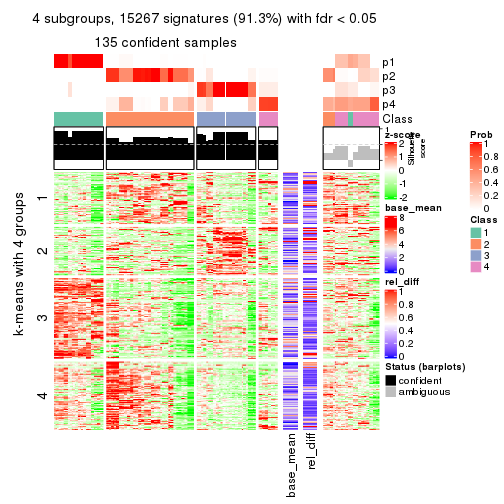 4 subgroups, 15267 signatures (91.3%) with fdr < 0.05
135 confident samples
p1
p2
p3
p4
Class
1
Silhouette
score
k-means with 4 groups
1
2
3
4
base_mean
rel_diff
z-score
2
1
0
-1
-2
base_mean
8
6
4
2
0
rel_diff
1
0.8
0.6
0.4
0.2
0
Status (barplots)
confident
ambiguous
Prob
1
0.8
0.6
0.4
0.2
0
Class
1
2
3
4